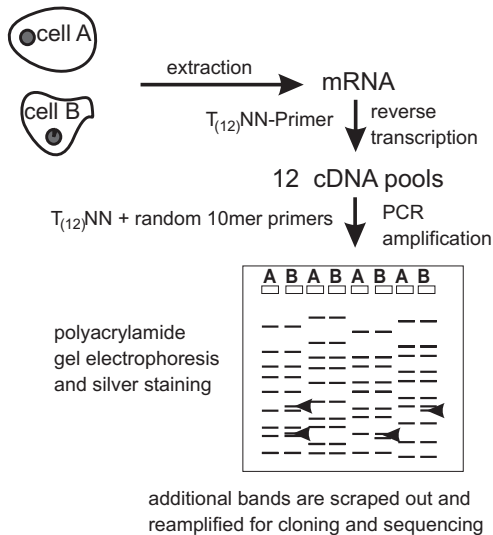 cell A
cell B
extraction
mRNA
T(12)NN-Primer
reverse
transcription
12 cDNA pools
T(12)NN + random 10mer primers
PCR
amplification
A B A B A B A B
polyacrylamide
gel electrophoresis
and silver staining
additional bands are scraped out and
reamplified for cloning and sequencing